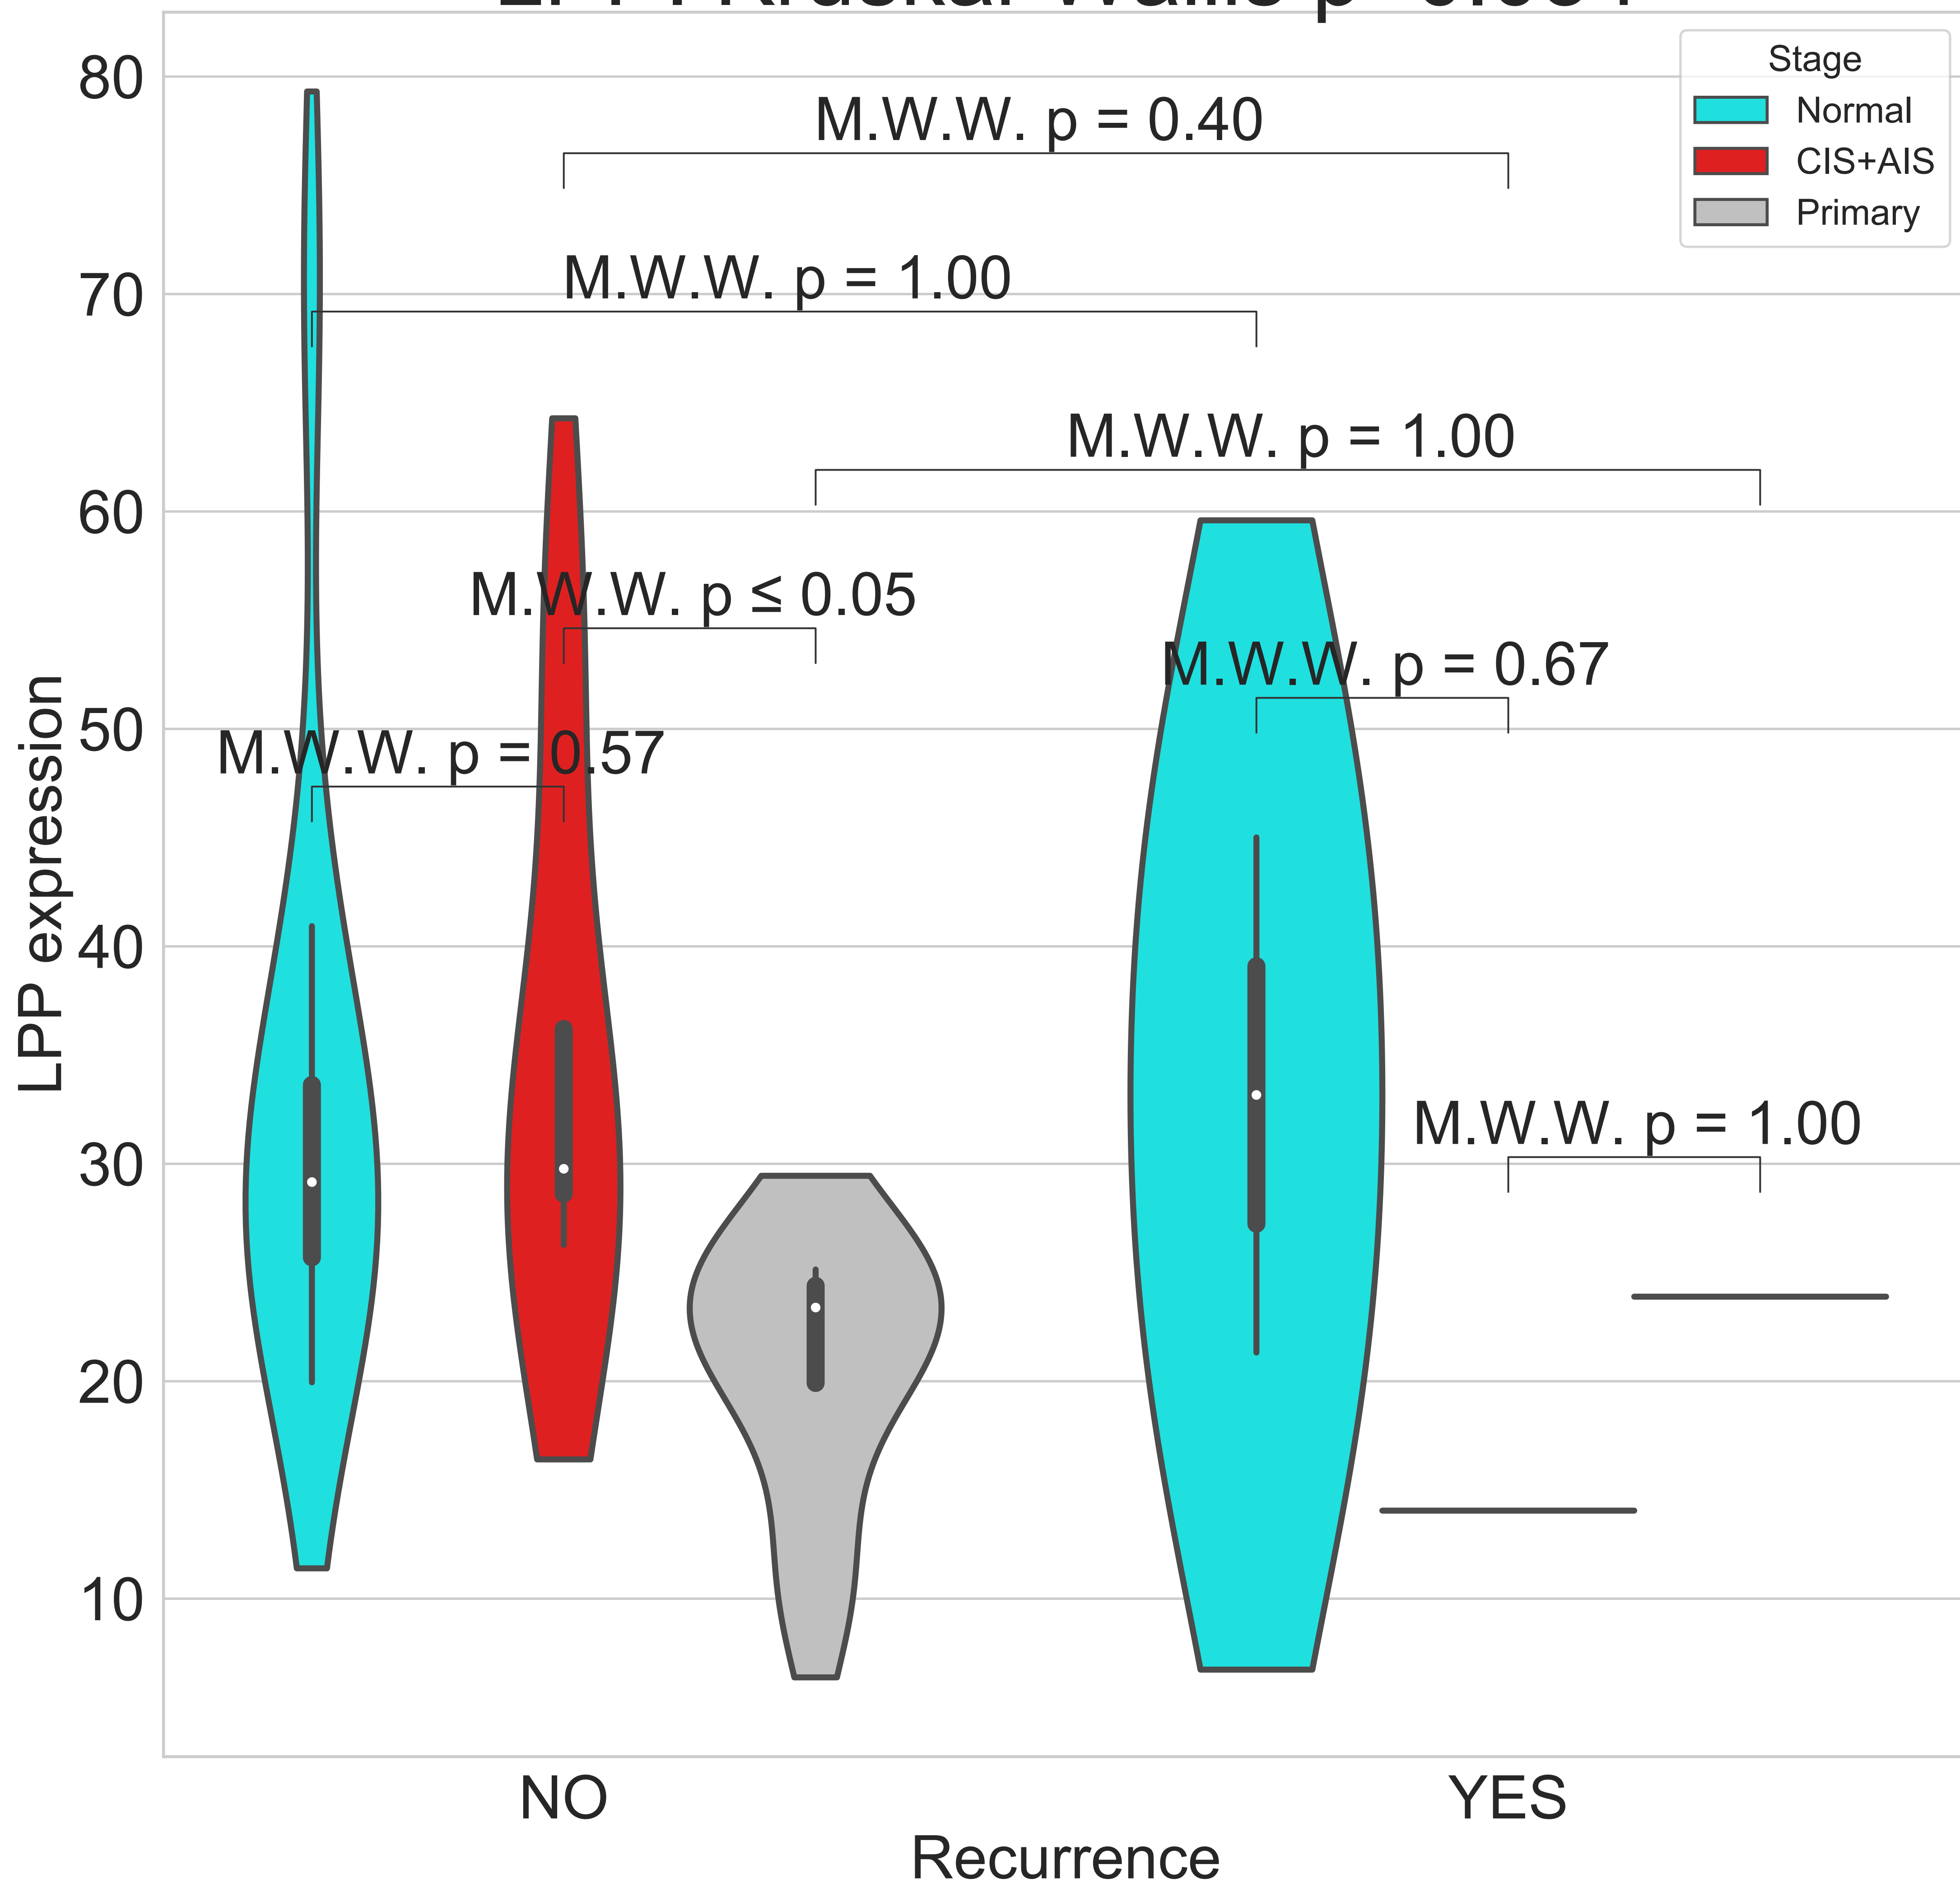 80
70
60
50
40
30
20
10
LPP expression
Stage
Normal
CIS+AIS
Primary
M.W.W. p = 0.40
M.W.W. p = 1.00
M.W.W. p = 1.00
M.W.W. p ≤ 0.05
M.W.W. p = 0.67
M.W.W. p = 0.57
M.W.W. p = 1.00
NO
YES
Recurrence